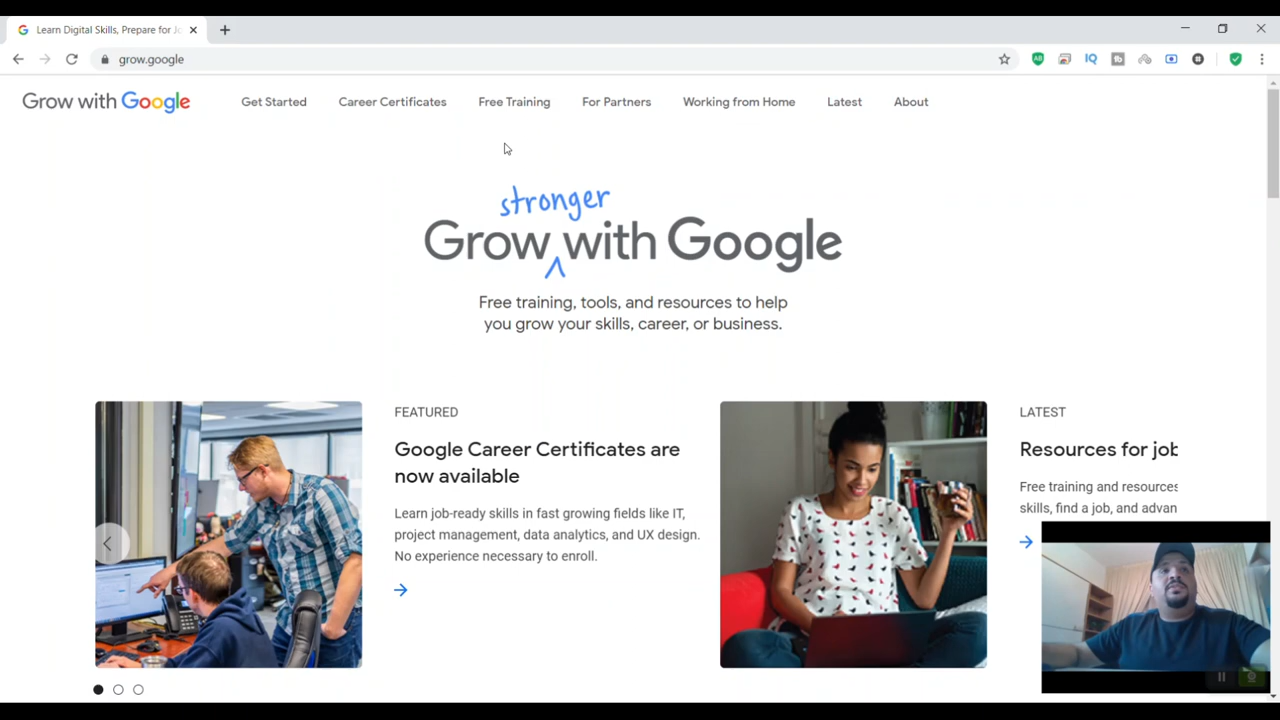 Learn Digital Skills, Prepare for Jo
grow.google
Grow with Google
Get Started
Career Certificates
Free Training
For Partners
Working from Home
Latest
About
stronger
Grow with Google
Free training, tools, and resources to help
you grow your skills, career, or business.
FEATURED
Google Career Certificates are
now available
Learn job-ready skills in fast growing fields like IT,
project management, data analytics, and UX design.
No experience necessary to enroll.
LATEST
Resources for job
Free training and resources
skills, find a job, and advan